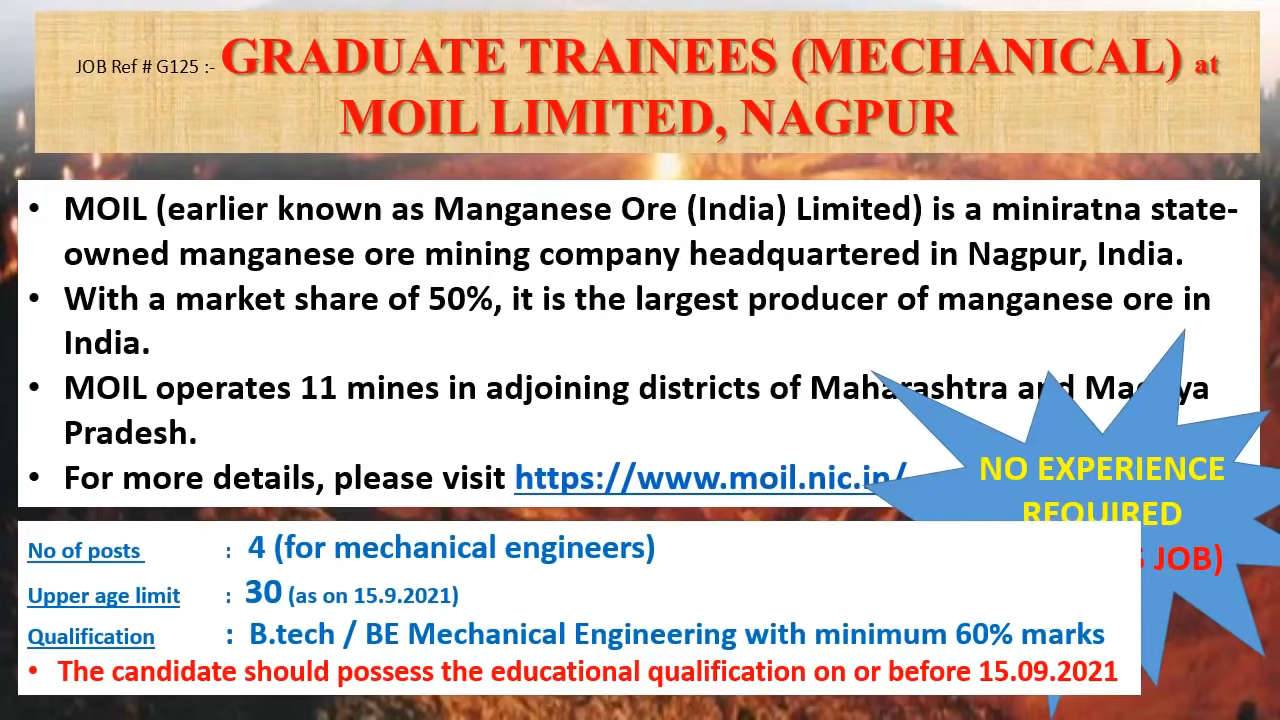 JOB Ref # G125 :- GRADUATE TRAINEES (MECHANICAL) at
MOIL LIMITED, NAGPUR
• MOIL (earlier known as Manganese Ore (India) Limited) is a miniratna state-
owned manganese ore mining company headquartered in Nagpur, India.
• With a market share of 50%, it is the largest producer of manganese ore in
India.
• MOIL operates 11 mines in adjoining districts of Maharashtra and Madhya
Pradesh.
• For more details, please visit https://www.moil.nic.in/
NO EXPERIENCE
REQUIRED
JOB)
No of posts : 4 (for mechanical engineers)
Upper age limit : 30 (as on 15.9.2021)
Qualification : B.tech / BE Mechanical Engineering with minimum 60% marks
• The candidate should possess the educational qualification on or before 15.09.2021